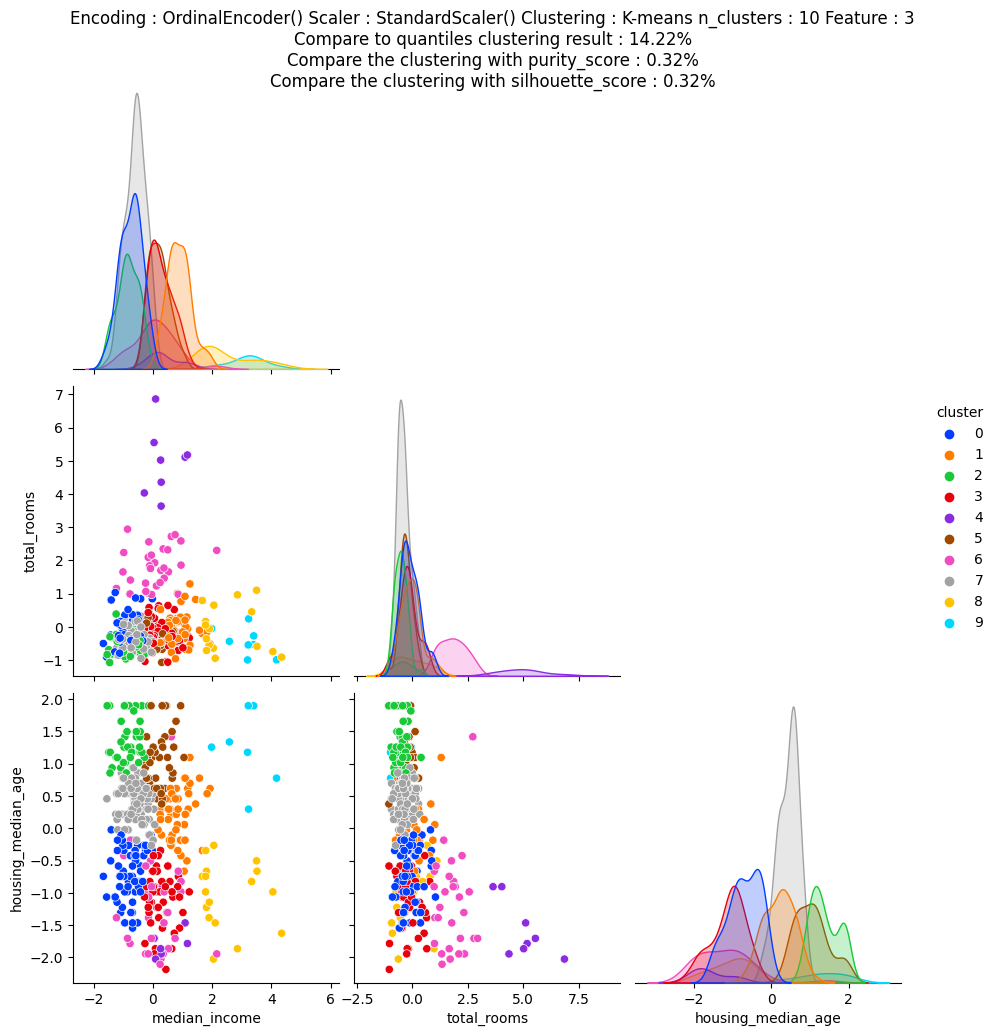 Encoding : OrdinalEncoder() Scaler : StandardScaler() Clustering : K-means n_clusters : 10 Feature : 3
Compare to quantiles clustering result : 14.22%
Compare the clustering with purity_score : 0.32%
Compare the clustering with silhouette_score : 0.32%
7
6
5
4
3
2
1
0
−1
total_rooms
cluster
0
1
2
3
4
5
6
7
8
9
2.0
1.5
1.0
0.5
0.0
−0.5
−1.0
−1.5
−2.0
housing_median_age
−2 0 2 4 6
median_income
−2.5 0.0 2.5 5.0 7.5
total_rooms
−2 0 2
housing_median_age